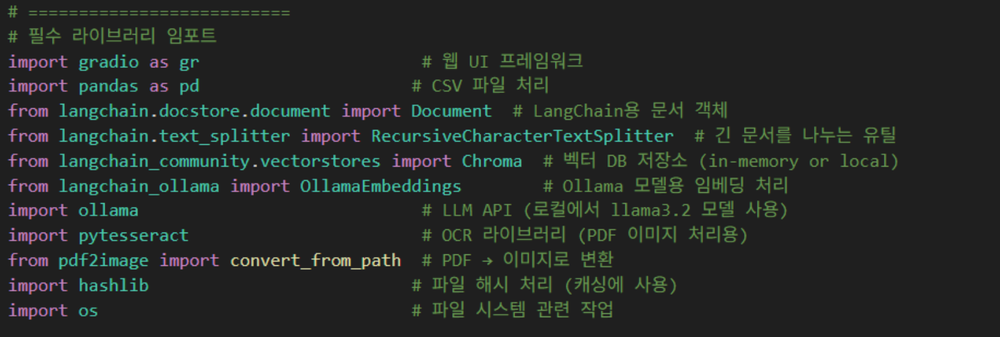 # ==========================
# 필수 라이브러리 임포트
import gradio as gr                      # 웹 UI 프레임워크
import pandas as pd                     # CSV 파일 처리
from langchain.docstore.document import Document  # LangChain용 문서 객체
from langchain.text_splitter import RecursiveCharacterTextSplitter  # 긴 문서를 나누는 유틸
from langchain_community.vectorstores import Chroma  # 벡터 DB 저장소 (in-memory or local)
from langchain_ollama import OllamaEmbeddings        # Ollama 모델용 임베딩 처리
import ollama                            # LLM API (로컬에서 llama3.2 모델 사용)
import pytesseract                       # OCR 라이브러리 (PDF 이미지 처리용)
from pdf2image import convert_from_path  # PDF → 이미지로 변환
import hashlib                          # 파일 해시 처리 (캐싱에 사용)
import os                               # 파일 시스템 관련 작업